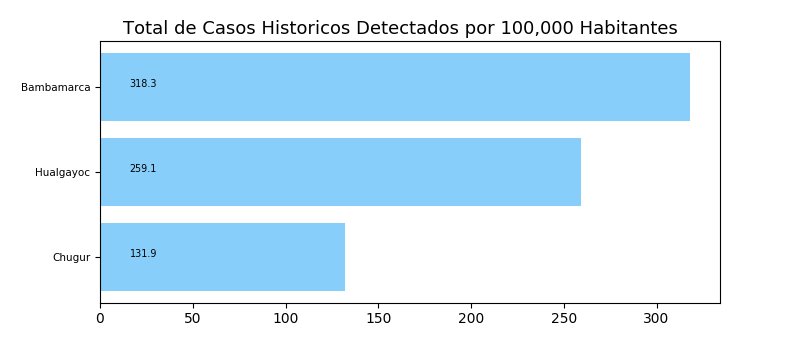 Total de Casos Historicos Detectados por 100,000 Habitantes
Bambamarca
318.3
Hualgayoc
259.1
Chugur
131.9
0 50 100 150 200 250 300